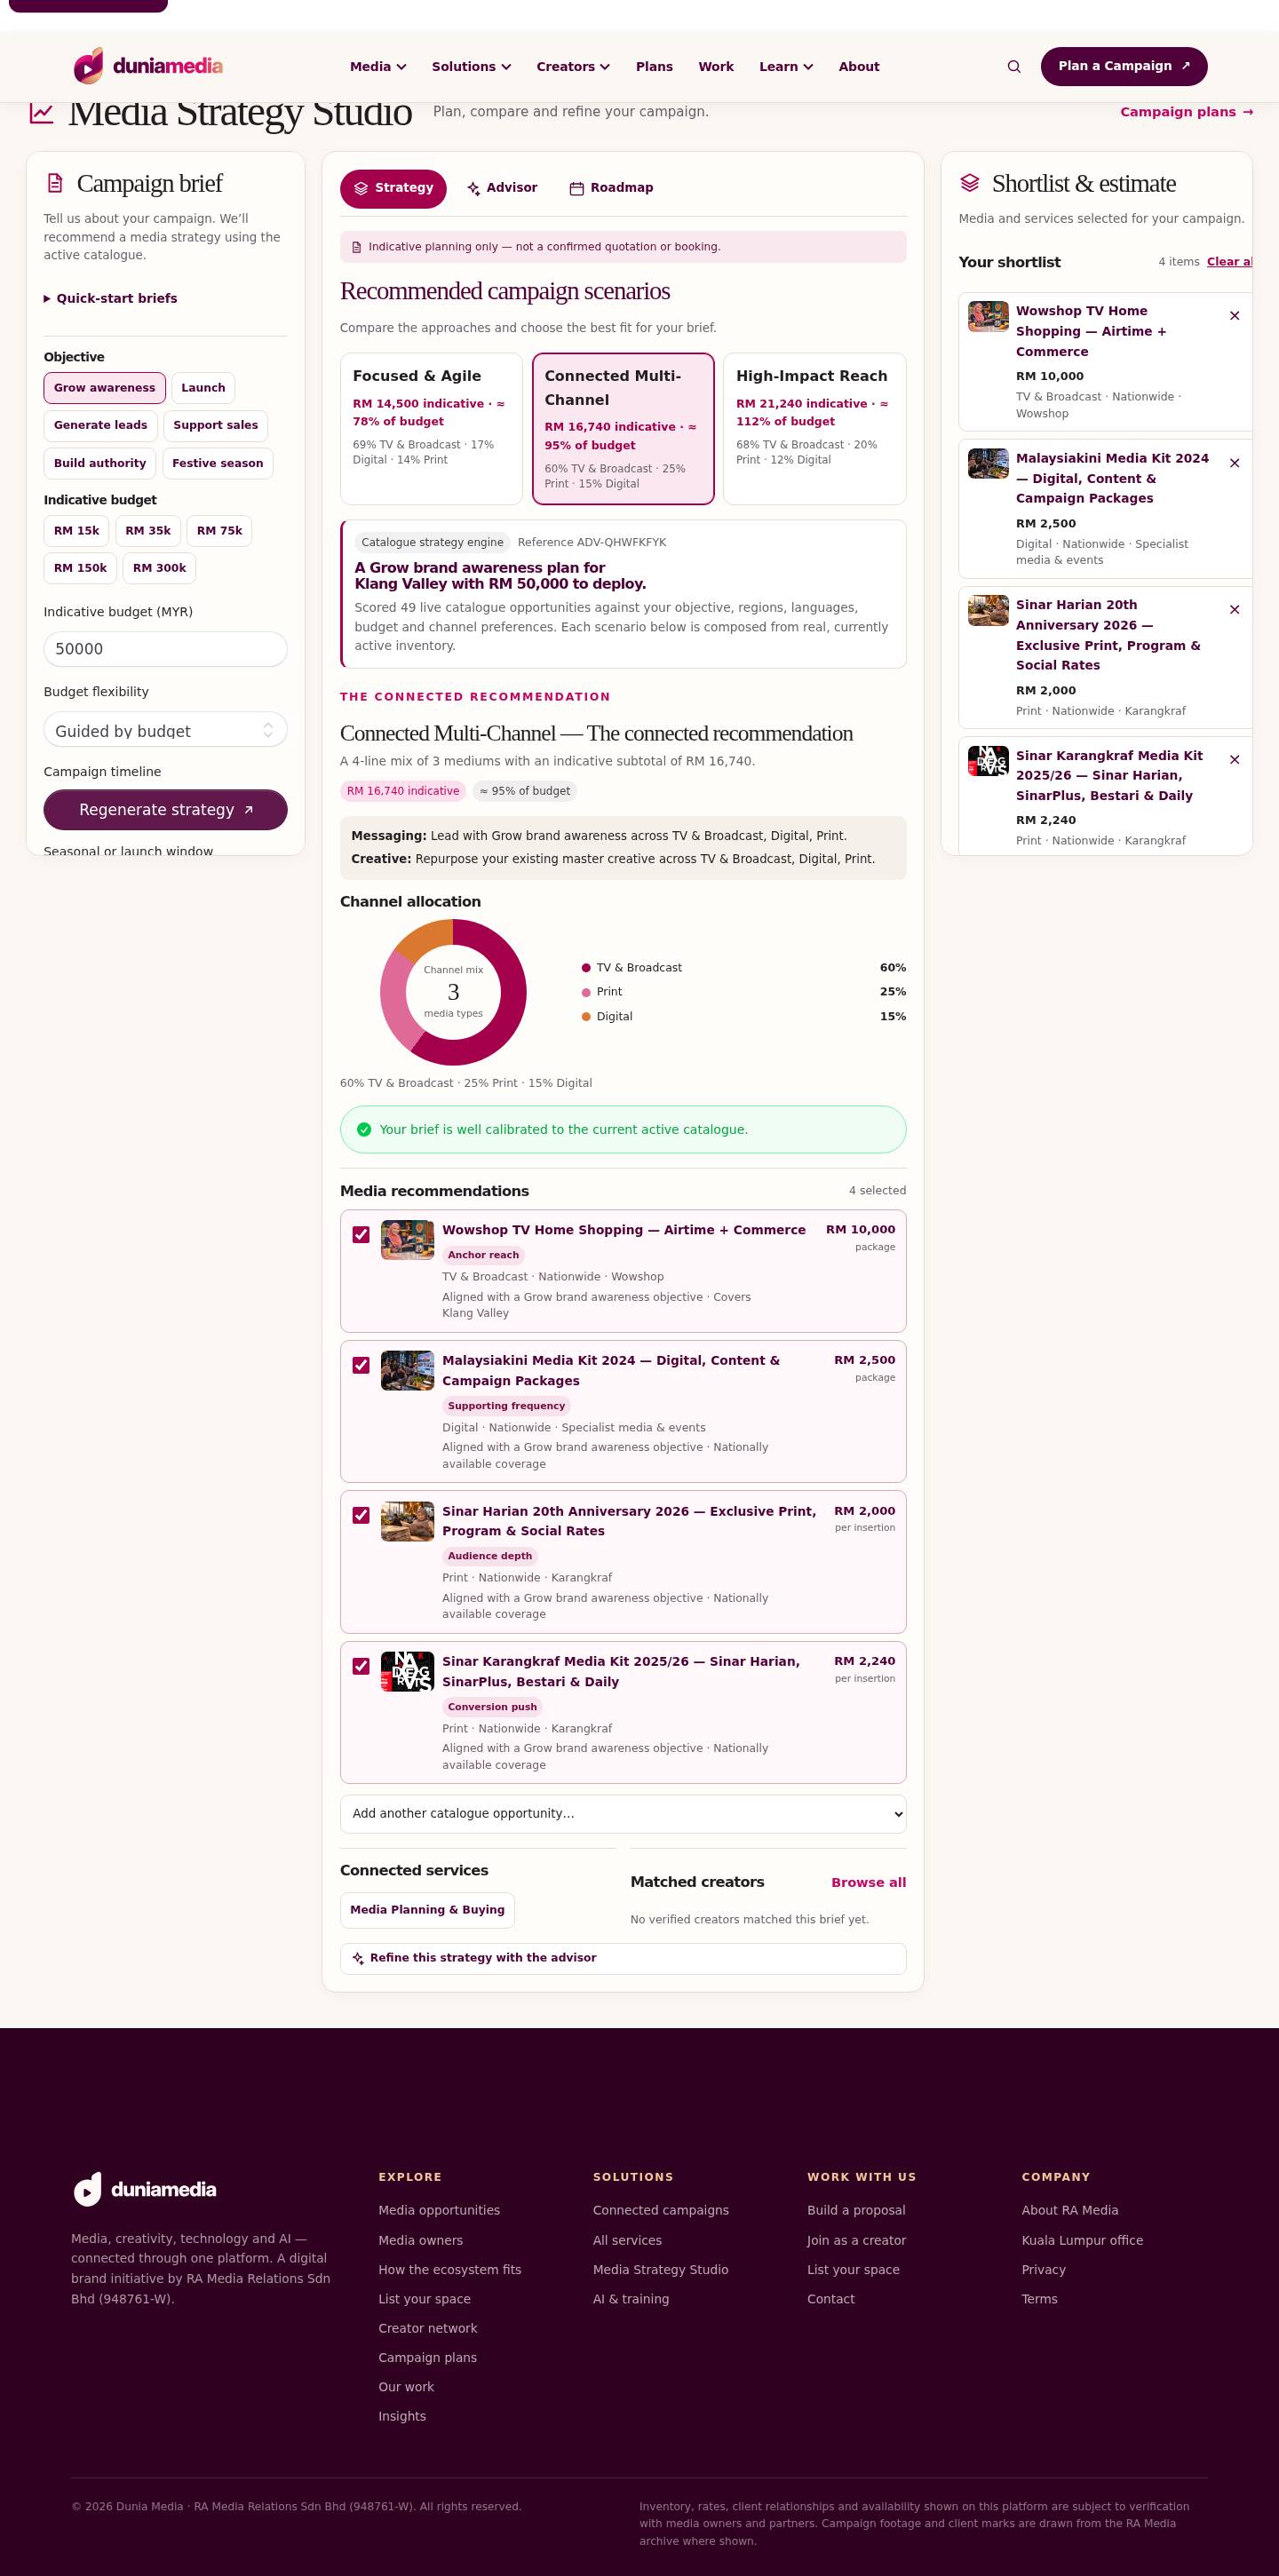 duniamedia
Media
Solutions
Creators
Plans
Work
Learn
About
Plan a Campaign ↗
Media Strategy Studio
Plan, compare and refine your campaign.
Campaign plans →
Campaign brief
Tell us about your campaign. We’ll
recommend a media strategy using the
active catalogue.
Quick-start briefs
Objective
Grow awareness
Launch
Generate leads
Support sales
Build authority
Festive season
Indicative budget
RM 15k
RM 35k
RM 75k
RM 150k
RM 300k
Indicative budget (MYR)
50000
Budget flexibility
Guided by budget
Campaign timeline
Regenerate strategy ↗
Seasonal or launch window
Strategy
Advisor
Roadmap
Indicative planning only — not a confirmed quotation or booking.
Recommended campaign scenarios
Compare the approaches and choose the best fit for your brief.
Focused & Agile
RM 14,500 indicative · ≈
78% of budget
69% TV & Broadcast · 17%
Digital · 14% Print
Connected Multi-
Channel
RM 16,740 indicative · ≈
95% of budget
60% TV & Broadcast · 25%
Print · 15% Digital
High-Impact Reach
RM 21,240 indicative · ≈
112% of budget
68% TV & Broadcast · 20%
Print · 12% Digital
Catalogue strategy engine
Reference ADV-QHWFKFYK
A Grow brand awareness plan for
Klang Valley with RM 50,000 to deploy.
Scored 49 live catalogue opportunities against your objective, regions, languages,
budget and channel preferences. Each scenario below is composed from real, currently
active inventory.
THE CONNECTED RECOMMENDATION
Connected Multi-Channel — The connected recommendation
A 4-line mix of 3 mediums with an indicative subtotal of RM 16,740.
RM 16,740 indicative
≈ 95% of budget
Messaging: Lead with Grow brand awareness across TV & Broadcast, Digital, Print.
Creative: Repurpose your existing master creative across TV & Broadcast, Digital, Print.
Channel allocation
Channel mix
3
media types
TV & Broadcast 60%
Print 25%
Digital 15%
60% TV & Broadcast · 25% Print · 15% Digital
Your brief is well calibrated to the current active catalogue.
Media recommendations
4 selected
Wowshop TV Home Shopping — Airtime + Commerce
RM 10,000
package
Anchor reach
TV & Broadcast · Nationwide · Wowshop
Aligned with a Grow brand awareness objective · Covers
Klang Valley
Malaysiakini Media Kit 2024 — Digital, Content &
Campaign Packages
RM 2,500
package
Supporting frequency
Digital · Nationwide · Specialist media & events
Aligned with a Grow brand awareness objective · Nationally
available coverage
Sinar Harian 20th Anniversary 2026 — Exclusive Print,
Program & Social Rates
RM 2,000
per insertion
Audience depth
Print · Nationwide · Karangkraf
Aligned with a Grow brand awareness objective · Nationally
available coverage
Sinar Karangkraf Media Kit 2025/26 — Sinar Harian,
SinarPlus, Bestari & Daily
RM 2,240
per insertion
Conversion push
Print · Nationwide · Karangkraf
Aligned with a Grow brand awareness objective · Nationally
available coverage
Add another catalogue opportunity…
Connected services
Media Planning & Buying
Matched creators
Browse all
No verified creators matched this brief yet.
Refine this strategy with the advisor
Shortlist & estimate
Media and services selected for your campaign.
Your shortlist
4 items
Clear al
Wowshop TV Home
Shopping — Airtime +
Commerce
RM 10,000
TV & Broadcast · Nationwide ·
Wowshop
Malaysiakini Media Kit 2024
— Digital, Content &
Campaign Packages
RM 2,500
Digital · Nationwide · Specialist
media & events
Sinar Harian 20th
Anniversary 2026 —
Exclusive Print, Program &
Social Rates
RM 2,000
Print · Nationwide · Karangkraf
Sinar Karangkraf Media Kit
2025/26 — Sinar Harian,
SinarPlus, Bestari & Daily
RM 2,240
Print · Nationwide · Karangkraf
duniamedia
Media, creativity, technology and AI —
connected through one platform. A digital
brand initiative by RA Media Relations Sdn
Bhd (948761-W).
EXPLORE
Media opportunities
Media owners
How the ecosystem fits
List your space
Creator network
Campaign plans
Our work
Insights
SOLUTIONS
Connected campaigns
All services
Media Strategy Studio
AI & training
WORK WITH US
Build a proposal
Join as a creator
List your space
Contact
COMPANY
About RA Media
Kuala Lumpur office
Privacy
Terms
© 2026 Dunia Media · RA Media Relations Sdn Bhd (948761-W). All rights reserved.
Inventory, rates, client relationships and availability shown on this platform are subject to verification
with media owners and partners. Campaign footage and client marks are drawn from the RA Media
archive where shown.